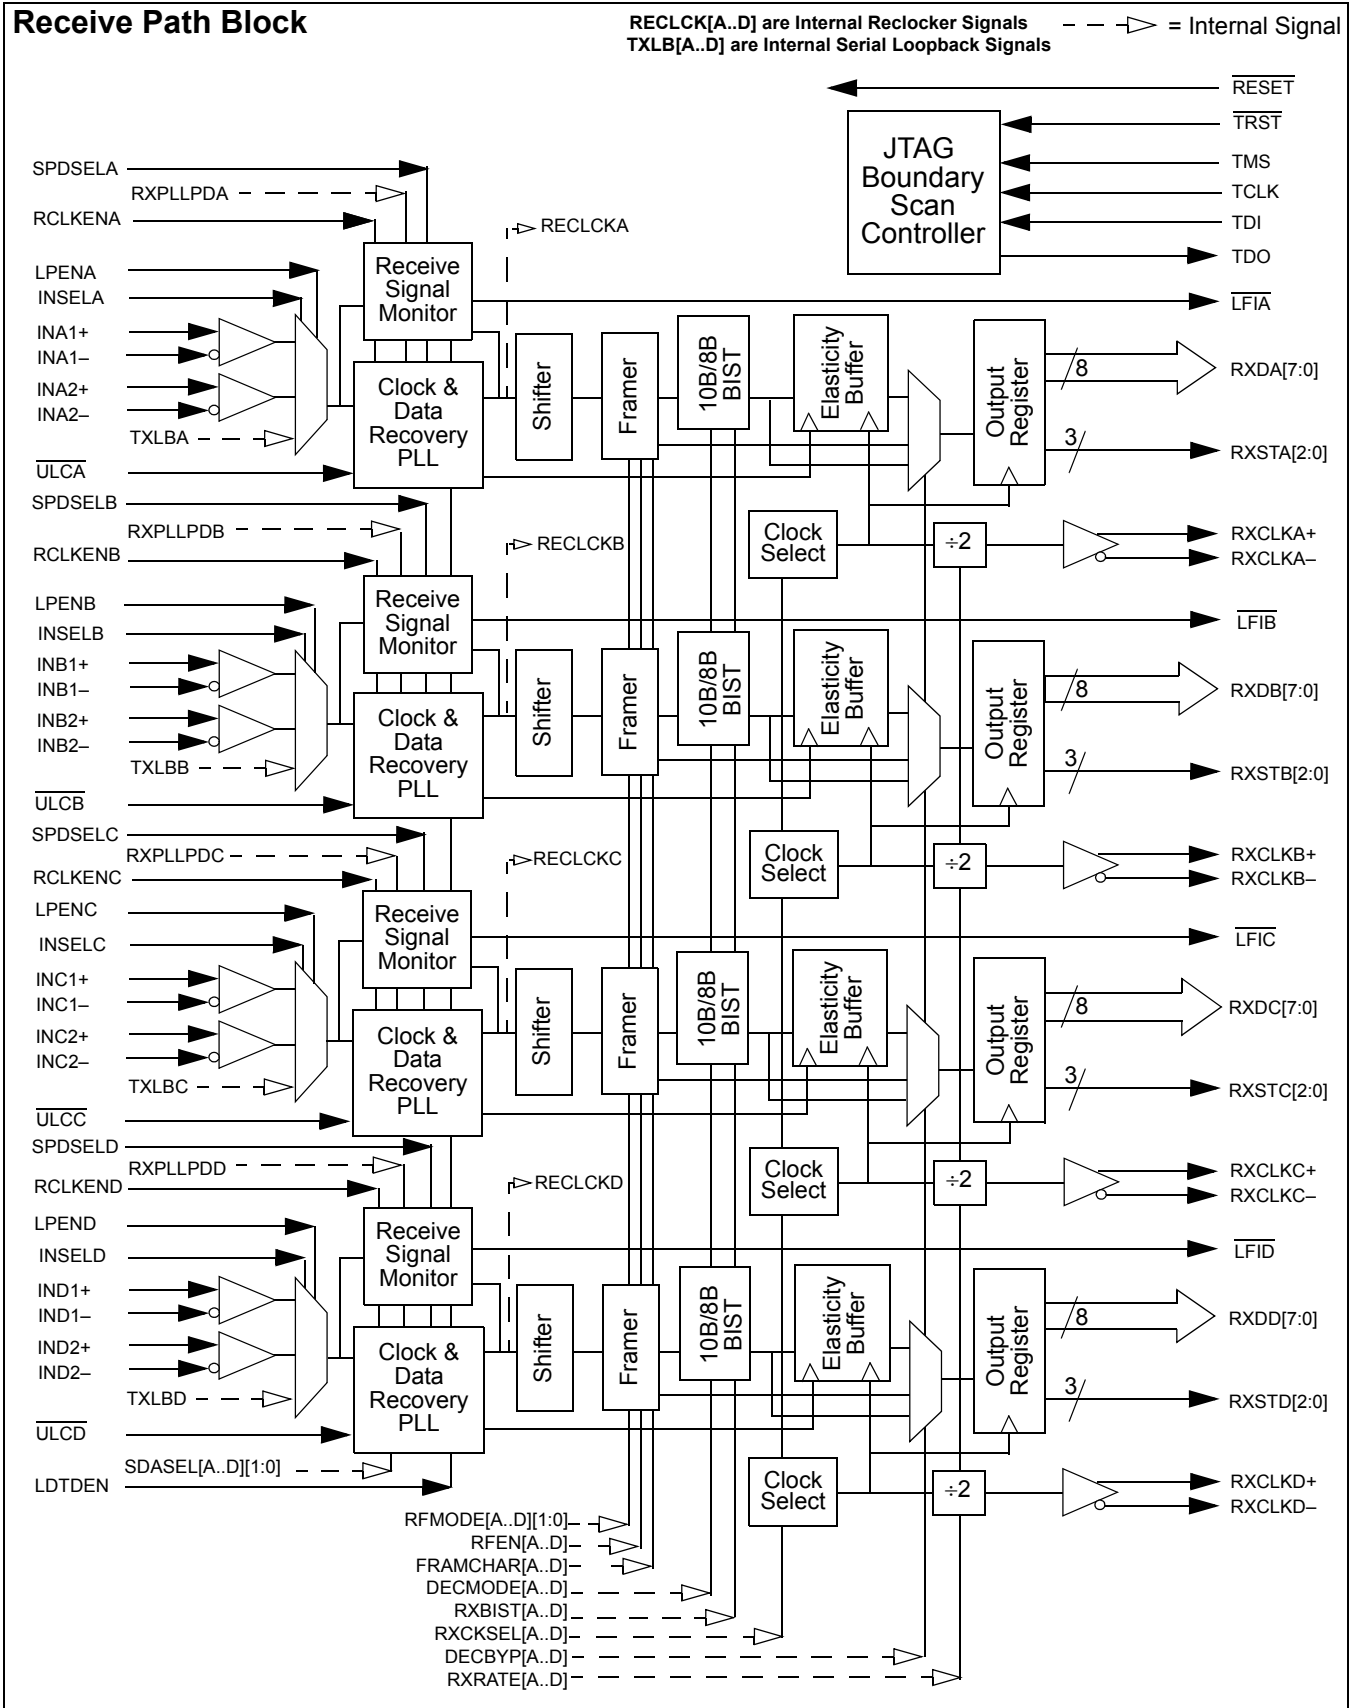 Receive Path Block
RECLCK[A..D] are Internal Reclocker Signals
TXLB[A..D] are Internal Serial Loopback Signals
= Internal Signal
RESET
TRST
TMS
TCLK
TDI
TDO
JTAG
Boundary
Scan
Controller
SPDSELA
RXPLLPDA
RCLKENA
RECLCKA
LPENA
INSELA
INA1+
INA1–
INA2+
INA2–
TXLBA
ULCA
Receive
Signal
Monitor
Clock &
Data
Recovery
PLL
Shifter
Framer
10B/8B
BIST
Elasticity
Buffer
Output
Register
LFIA
8
RXDA[7:0]
3
RXSTA[2:0]
Clock
Select
÷2
RXCLKA+
RXCLKA–
SPDSELB
RXPLLPDB
RCLKENB
RECLCKB
LPENB
INSELB
INB1+
INB1–
INB2+
INB2–
TXLBB
ULCB
Receive
Signal
Monitor
Clock &
Data
Recovery
PLL
Shifter
Framer
10B/8B
BIST
Elasticity
Buffer
Output
Register
LFIB
8
RXDB[7:0]
3
RXSTB[2:0]
Clock
Select
÷2
RXCLKB+
RXCLKB–
SPDSELC
RXPLLPDC
RCLKENC
RECLCKC
LPENC
INSELC
INC1+
INC1–
INC2+
INC2–
TXLBC
ULCC
Receive
Signal
Monitor
Clock &
Data
Recovery
PLL
Shifter
Framer
10B/8B
BIST
Elasticity
Buffer
Output
Register
LFIC
8
RXDC[7:0]
3
RXSTC[2:0]
Clock
Select
÷2
RXCLKC+
RXCLKC–
SPDSELD
RXPLLPDD
RCLKEND
RECLCKD
LPEND
INSELD
IND1+
IND1–
IND2+
IND2–
TXLBD
ULCD
Receive
Signal
Monitor
Clock &
Data
Recovery
PLL
Shifter
Framer
10B/8B
BIST
Elasticity
Buffer
Output
Register
LFID
8
RXDD[7:0]
3
RXSTD[2:0]
Clock
Select
÷2
RXCLKD+
RXCLKD–
SDASEL[A..D][1:0]
LDTDEN
RFMODE[A..D][1:0]
RFEN[A..D]
FRAMCHAR[A..D]
DECMODE[A..D]
RXBIST[A..D]
RXCKSEL[A..D]
DECBYP[A..D]
RXRATE[A..D]